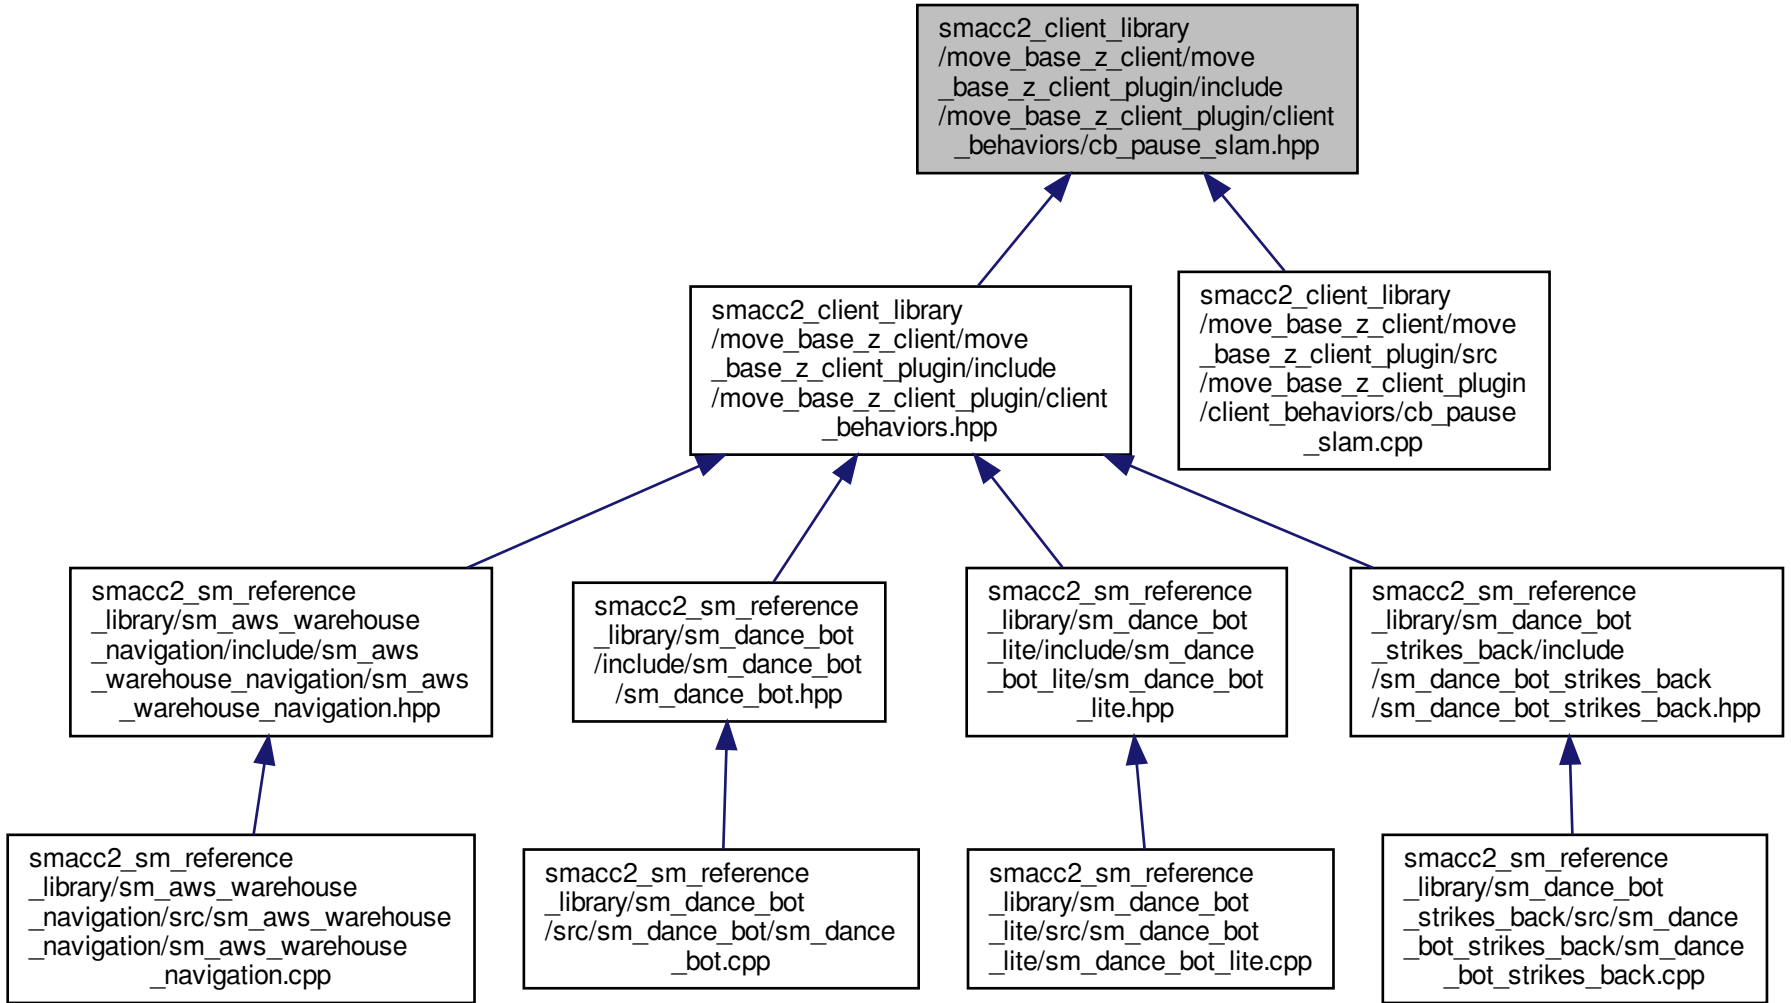 smacc2_client_library
/move_base_z_client/move
_base_z_client_plugin/include
/move_base_z_client_plugin/client
_behaviors/cb_pause_slam.hpp
smacc2_client_library
/move_base_z_client/move
_base_z_client_plugin/include
/move_base_z_client_plugin/client
_behaviors.hpp
smacc2_client_library
/move_base_z_client/move
_base_z_client_plugin/src
/move_base_z_client_plugin
/client_behaviors/cb_pause
_slam.cpp
smacc2_sm_reference
_library/sm_aws_warehouse
_navigation/include/sm_aws
_warehouse_navigation/sm_aws
_warehouse_navigation.hpp
smacc2_sm_reference
_library/sm_dance_bot
/include/sm_dance_bot
/sm_dance_bot.hpp
smacc2_sm_reference
_library/sm_dance_bot
_lite/include/sm_dance
_bot_lite/sm_dance_bot
_lite.hpp
smacc2_sm_reference
_library/sm_dance_bot
_strikes_back/include
/sm_dance_bot_strikes_back
/sm_dance_bot_strikes_back.hpp
smacc2_sm_reference
_library/sm_aws_warehouse
_navigation/src/sm_aws_warehouse
_navigation/sm_aws_warehouse
_navigation.cpp
smacc2_sm_reference
_library/sm_dance_bot
/src/sm_dance_bot/sm_dance
_bot.cpp
smacc2_sm_reference
_library/sm_dance_bot
_lite/src/sm_dance_bot
_lite/sm_dance_bot_lite.cpp
smacc2_sm_reference
_library/sm_dance_bot
_strikes_back/src/sm_dance
_bot_strikes_back/sm_dance
_bot_strikes_back.cpp